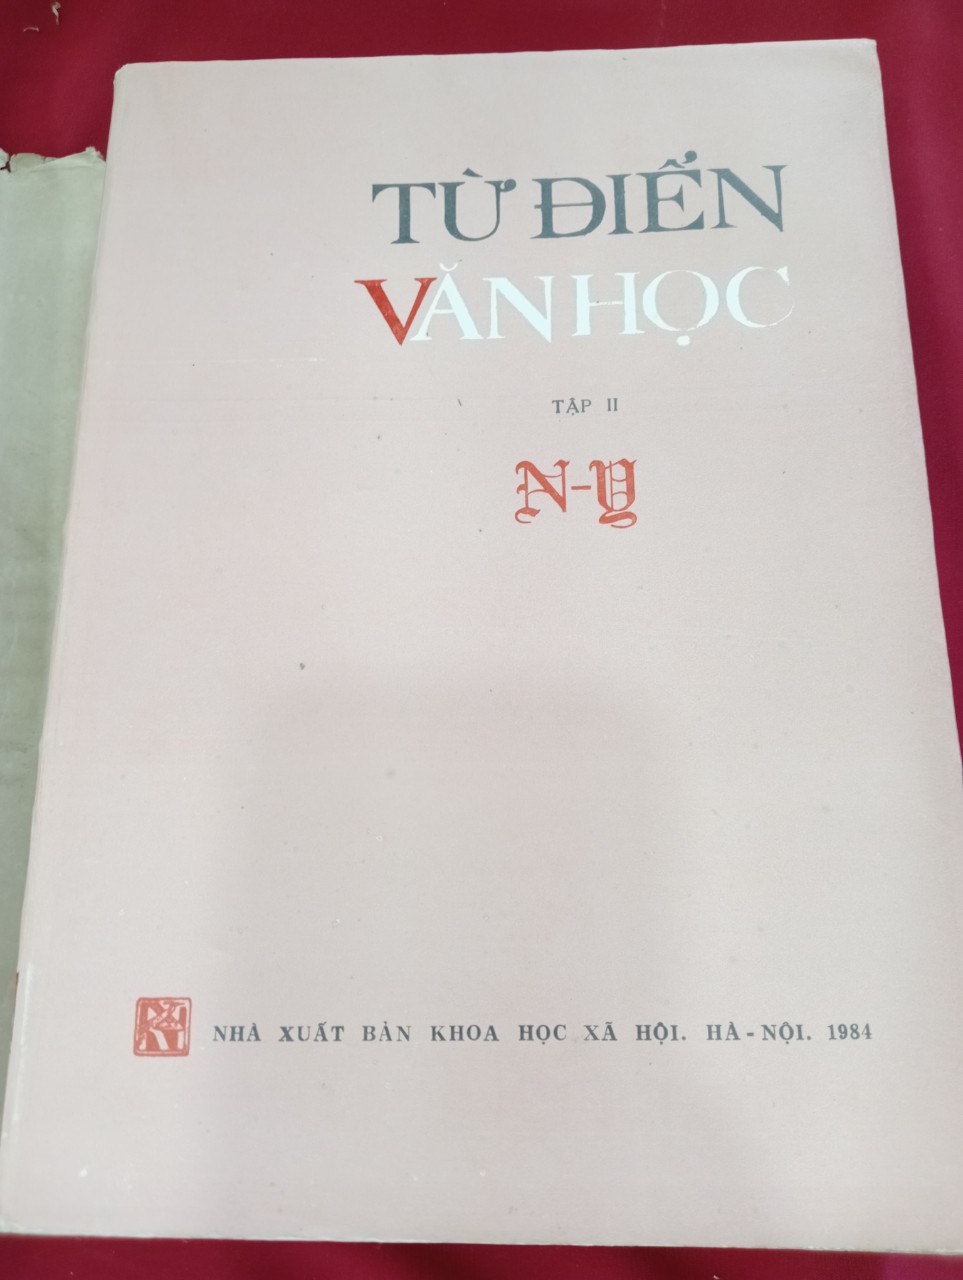 TỪ ĐIỂN
VĂN HỌC
TẬP II
N-Y
NHÀ XUẤT BẢN KHOA HỌC XÃ HỘI. HÀ-NỘI. 1984